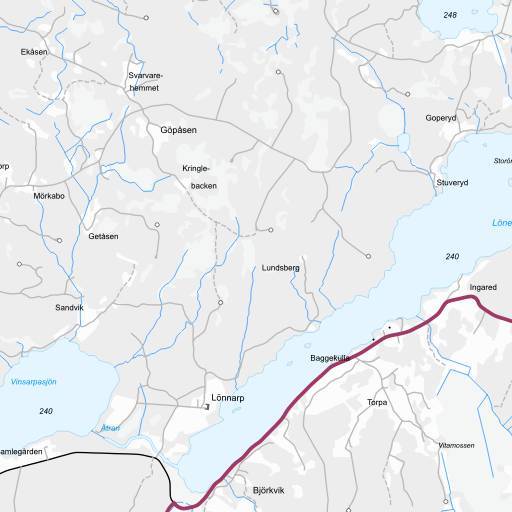 248
Ekåsen
Svarvare-
hemmet
Goperyd
Göpåsen
Kringle-
backen
Mörkabo
Stuveryd
Getåsen
240
Lundsberg
Ingared
Sandvik
Baggekulla
Vinsarpasjön
240
Lönnarp
Torpa
Ätran
Vitamossen
Björkvik